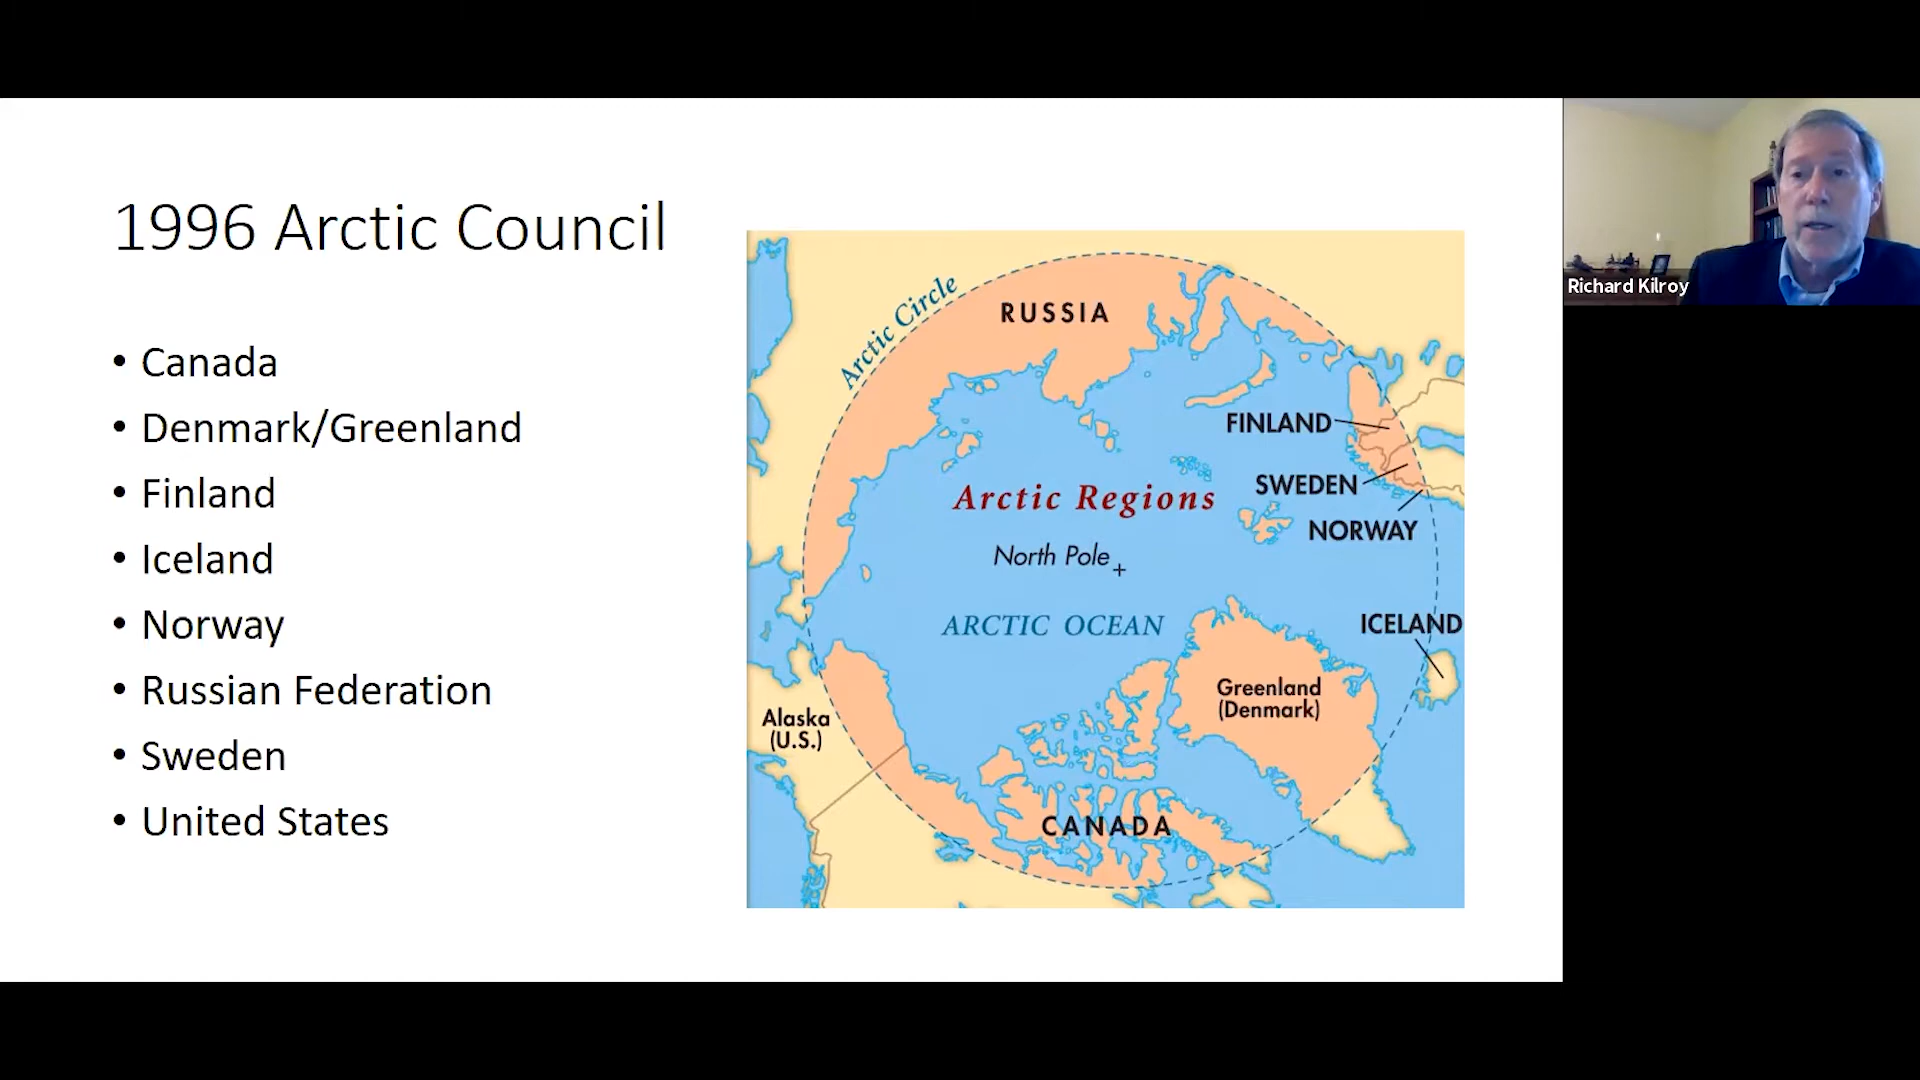 1996 Arctic Council
• Canada
• Denmark/Greenland
• Finland
• Iceland
• Norway
• Russian Federation
• Sweden
• United States
Arctic Circle
RUSSIA
FINLAND
SWEDEN
Arctic Regions
NORWAY
North Pole
ARCTIC OCEAN
ICELAND
Greenland
(Denmark)
Alaska
(U.S.)
CANADA
Richard Kilroy